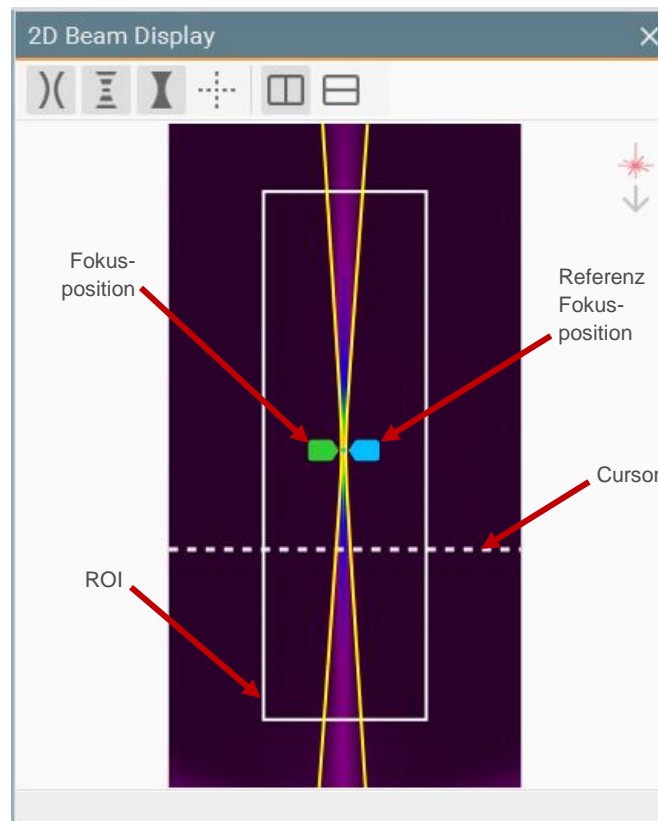 2D Beam Display
Fokus-
position
Referenz
Fokus-
position
Cursor
ROI